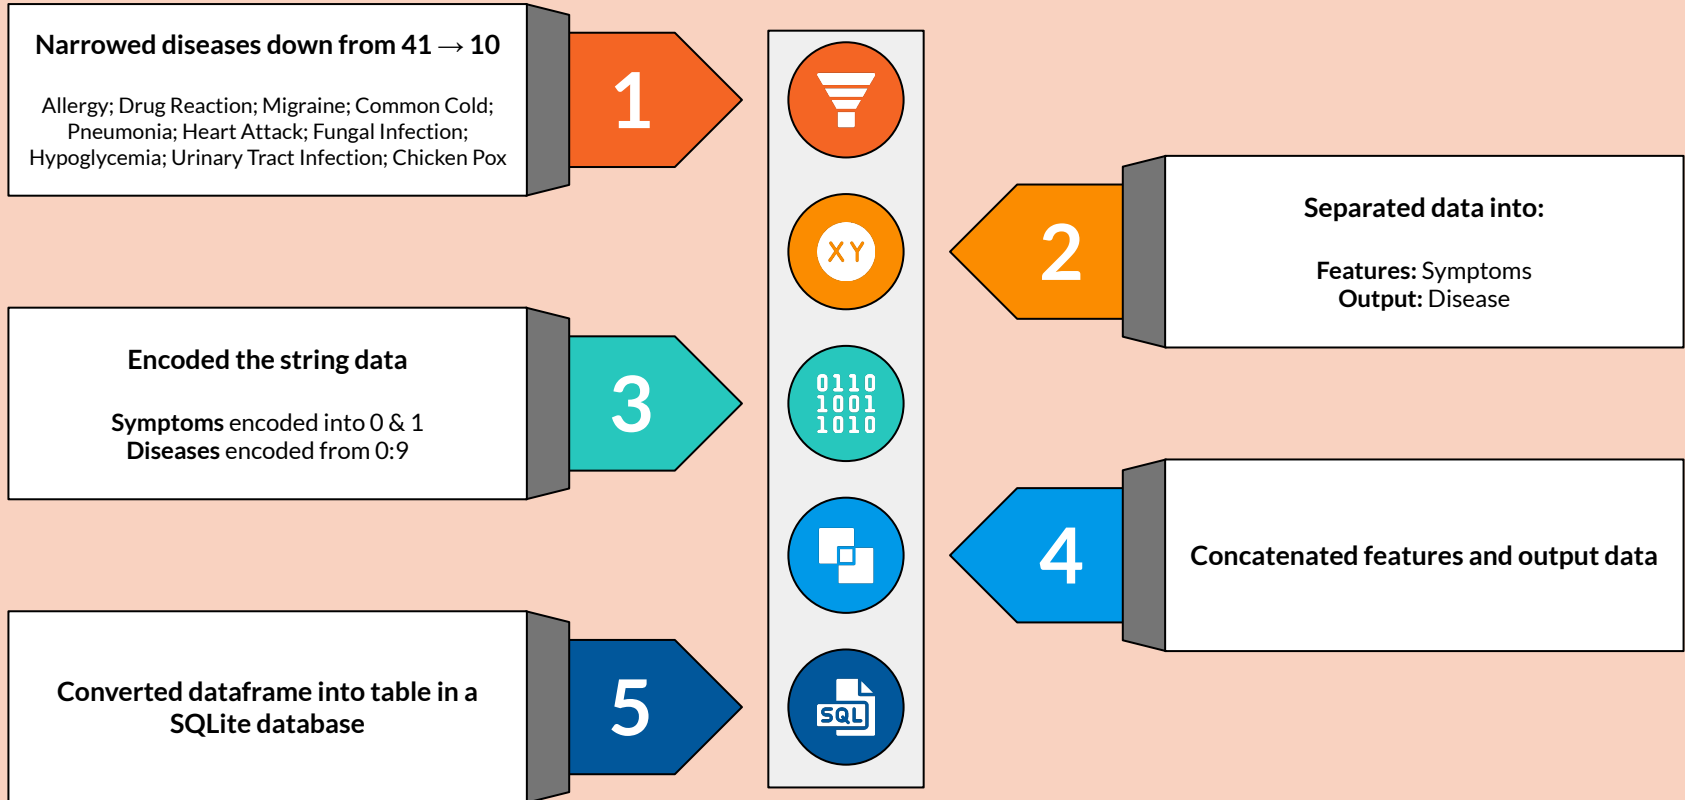 Narrowed diseases down from 41 → 10
Allergy; Drug Reaction; Migraine; Common Cold;
Pneumonia; Heart Attack; Fungal Infection;
Hypoglycemia; Urinary Tract Infection; Chicken Pox
1
2
XY
Separated data into:
Features: Symptoms
Output: Disease
Encoded the string data
Symptoms encoded into 0 & 1
Diseases encoded from 0:9
3
0110
1001
1010
4
Concatenated features and output data
Converted dataframe into table in a
SQLite database
5
SQL